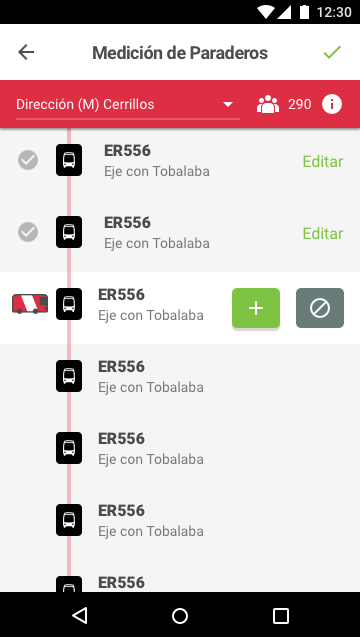 12:30
Medición de Paraderos
Dirección (M) Cerrillos
290
ER556
Eje con Tobalaba
Editar
ER556
Eje con Tobalaba
Editar
ER556
Eje con Tobalaba
ER556
Eje con Tobalaba
ER556
Eje con Tobalaba
ER556
Eje con Tobalaba
ER556